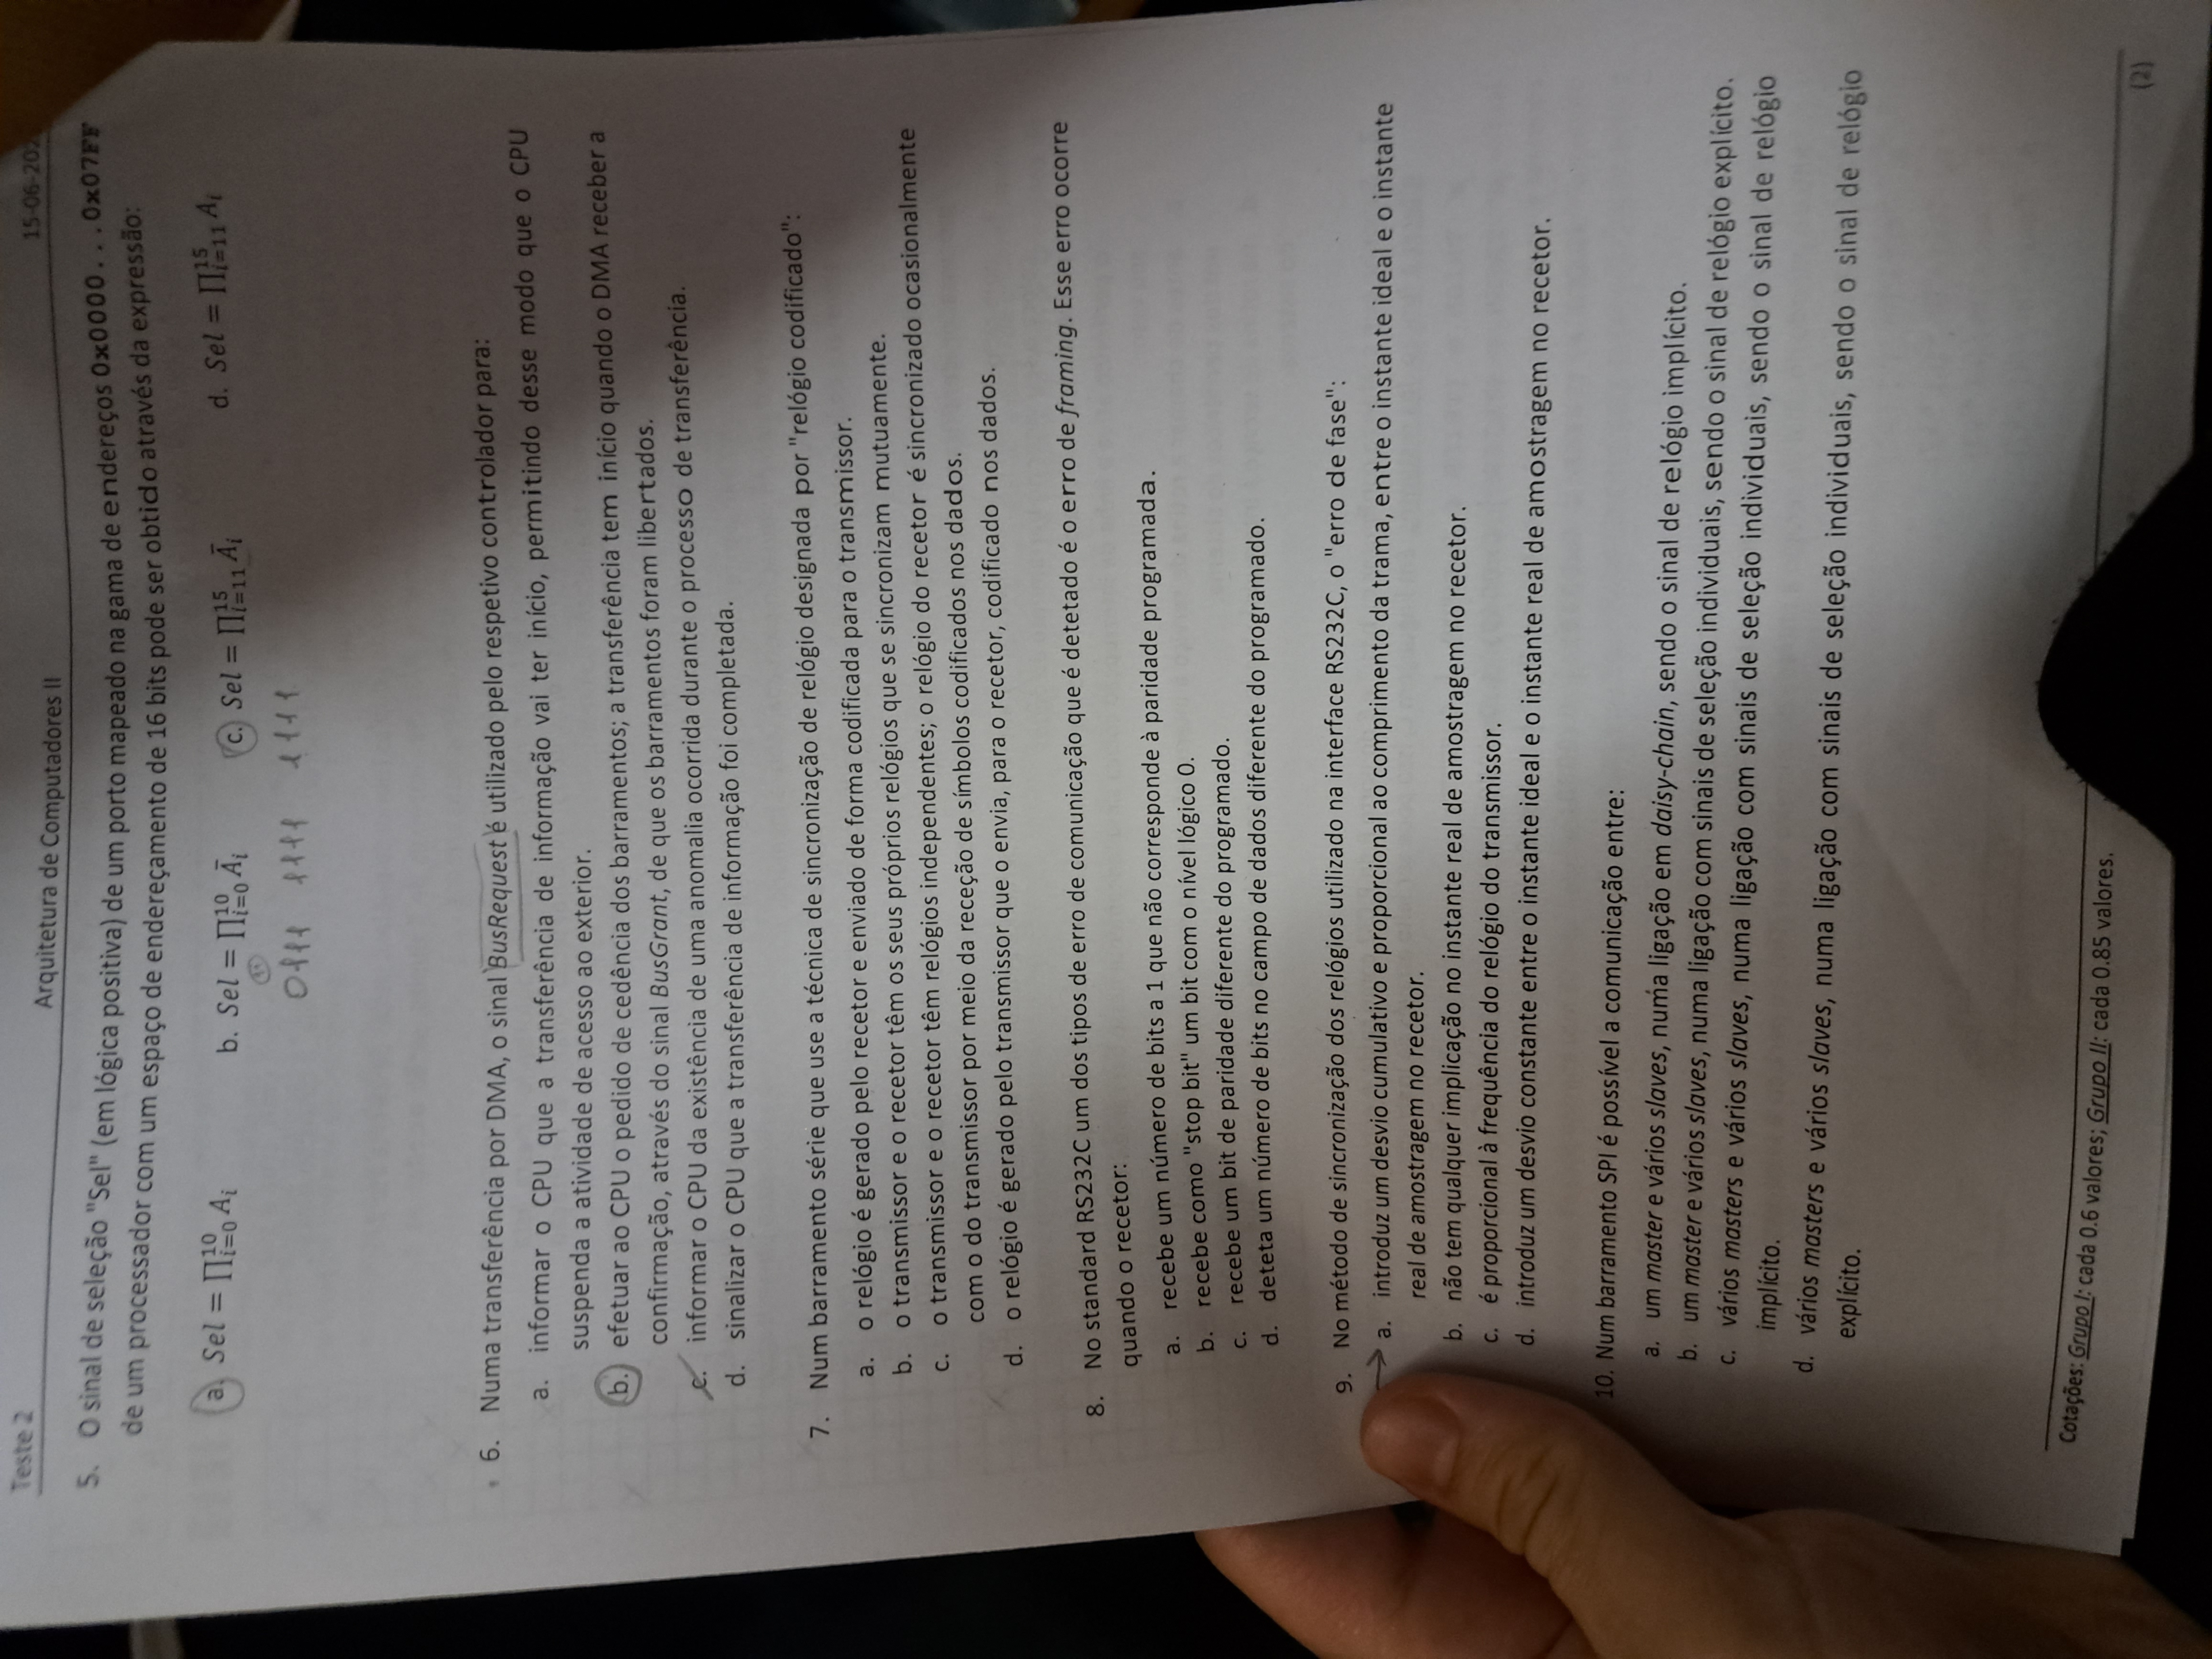 Teste 2
Arquitetura de Computadores II
15-06-202
5. O sinal de seleção "Sel" (em lógica positiva) de um porto mapeado na gama de endereços 0x0000...0x07FF
de um processador com um espaço de endereçamento de 16 bits pode ser obtido através da expressão:
a. Sel = ∏_{i=0}^{10} A_i b. Sel = ∏_{i=0}^{10} Ā_i c. Sel = ∏_{i=11}^{15} Ā_i d. Sel = ∏_{i=11}^{15} A_i
0111 1111 1111
6. Numa transferência por DMA, o sinal BusRequest é utilizado pelo respetivo controlador para:
a. informar o CPU que a transferência de informação vai ter início, permitindo desse modo que o CPU
suspenda a atividade de acesso ao exterior.
b. efetuar ao CPU o pedido de cedência dos barramentos; a transferência tem início quando o DMA receber a
confirmação, através do sinal BusGrant, de que os barramentos foram libertados.
c. informar o CPU da existência de uma anomalia ocorrida durante o processo de transferência.
d. sinalizar o CPU que a transferência de informação foi completada.
7. Num barramento série que use a técnica de sincronização de relógio designada por "relógio codificado":
a. o relógio é gerado pelo recetor e enviado de forma codificada para o transmissor.
b. o transmissor e o recetor têm os seus próprios relógios que se sincronizam mutuamente.
c. o transmissor e o recetor têm relógios independentes; o relógio do recetor é sincronizado ocasionalmente
com o do transmissor por meio da receção de símbolos codificados nos dados.
d. o relógio é gerado pelo transmissor que o envia, para o recetor, codificado nos dados.
8. No standard RS232C um dos tipos de erro de comunicação que é detetado é o erro de framing. Esse erro ocorre
quando o recetor:
a. recebe um número de bits a 1 que não corresponde à paridade programada.
b. recebe como "stop bit" um bit com o nível lógico 0.
c. recebe um bit de paridade diferente do programado.
d. deteta um número de bits no campo de dados diferente do programado.
9. No método de sincronização dos relógios utilizado na interface RS232C, o "erro de fase":
a. introduz um desvio cumulativo e proporcional ao comprimento da trama, entre o instante ideal e o instante
real de amostragem no recetor.
b. não tem qualquer implicação no instante real de amostragem no recetor.
c. é proporcional à frequência do relógio do transmissor.
d. introduz um desvio constante entre o instante ideal e o instante real de amostragem no recetor.
10. Num barramento SPI é possível a comunicação entre:
a. um master e vários slaves, numa ligação em daisy-chain, sendo o sinal de relógio implícito.
b. um master e vários slaves, numa ligação com sinais de seleção individuais, sendo o sinal de relógio explícito.
c. vários masters e vários slaves, numa ligação com sinais de seleção individuais, sendo o sinal de relógio
implícito.
d. vários masters e vários slaves, numa ligação com sinais de seleção individuais, sendo o sinal de relógio
explícito.
Cotações: Grupo I: cada 0.6 valores; Grupo II: cada 0.85 valores.
(2)